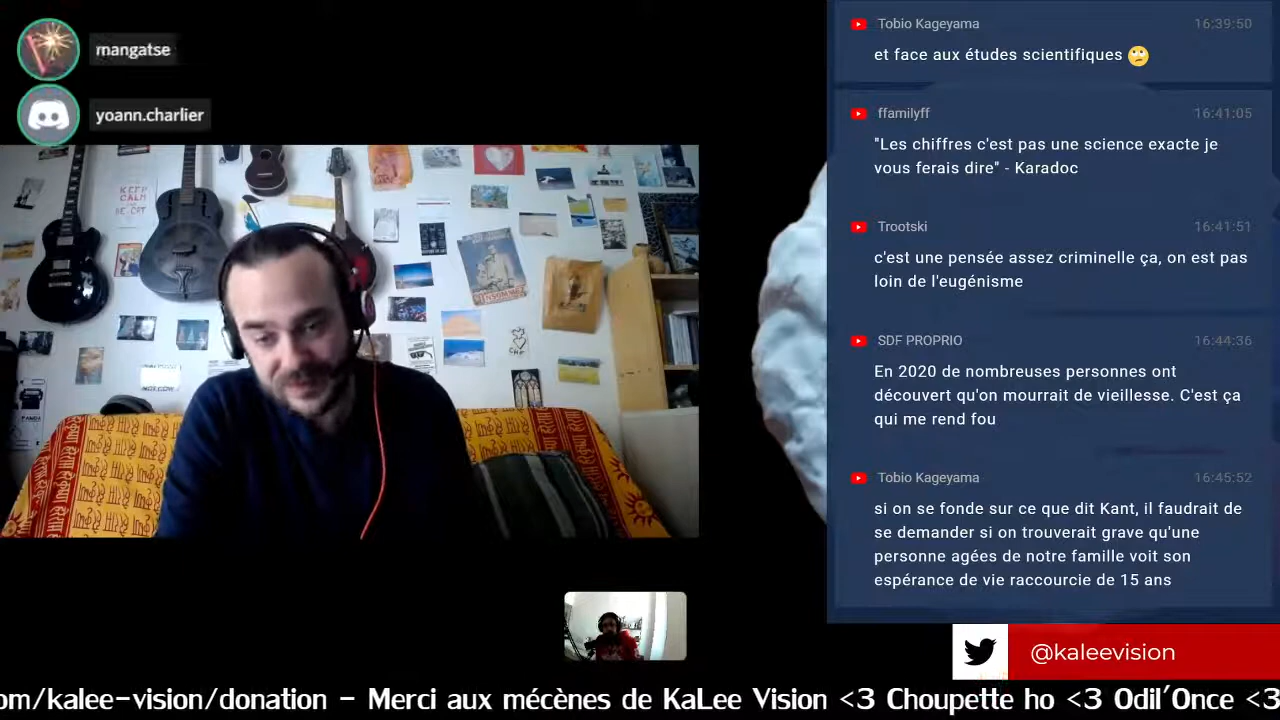 mangatse
yoann.charlier
KEEP
CALM
Tobio Kageyama 16:39:50
et face aux études scientifiques 🙄
ffamilyff 16:41:05
"Les chiffres c'est pas une science exacte je
vous ferais dire" - Karadoc
Trootski 16:41:51
c'est une pensée assez criminelle ça, on est pas
loin de l'eugénisme
SDF PROPRIO 16:44:36
En 2020 de nombreuses personnes ont
découvert qu'on mourrait de vieillesse. C'est ça
qui me rend fou
Tobio Kageyama 16:45:52
si on se fonde sur ce que dit Kant, il faudrait de
se demander si on trouverait grave qu'une
personne agées de notre famille voit son
espérance de vie raccourcie de 15 ans
@kaleevision
om/kalee-vision/donation - Merci aux mécènes de KaLee Vision <3 Choupette ho <3 Odil'Once <3